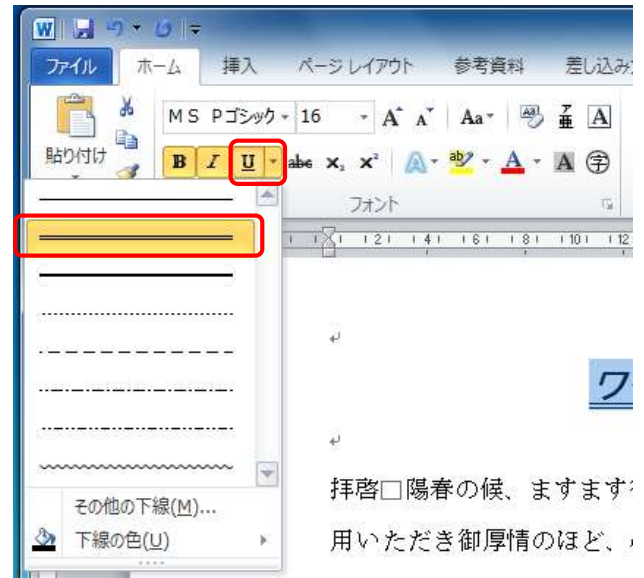 W
ファイル ホーム 挿入 ページ レイアウト 参考資料 差し込み
貼り付け
MS Pゴシック 16 A A Aa ア亜 A
B I U abc x₂ x² A ab A A 字
フォント
2 4 6 8 10 12
ワ
拝啓□陽春の候、ますます
用いただき御厚情のほど、
その他の下線(M)...
下線の色(U)